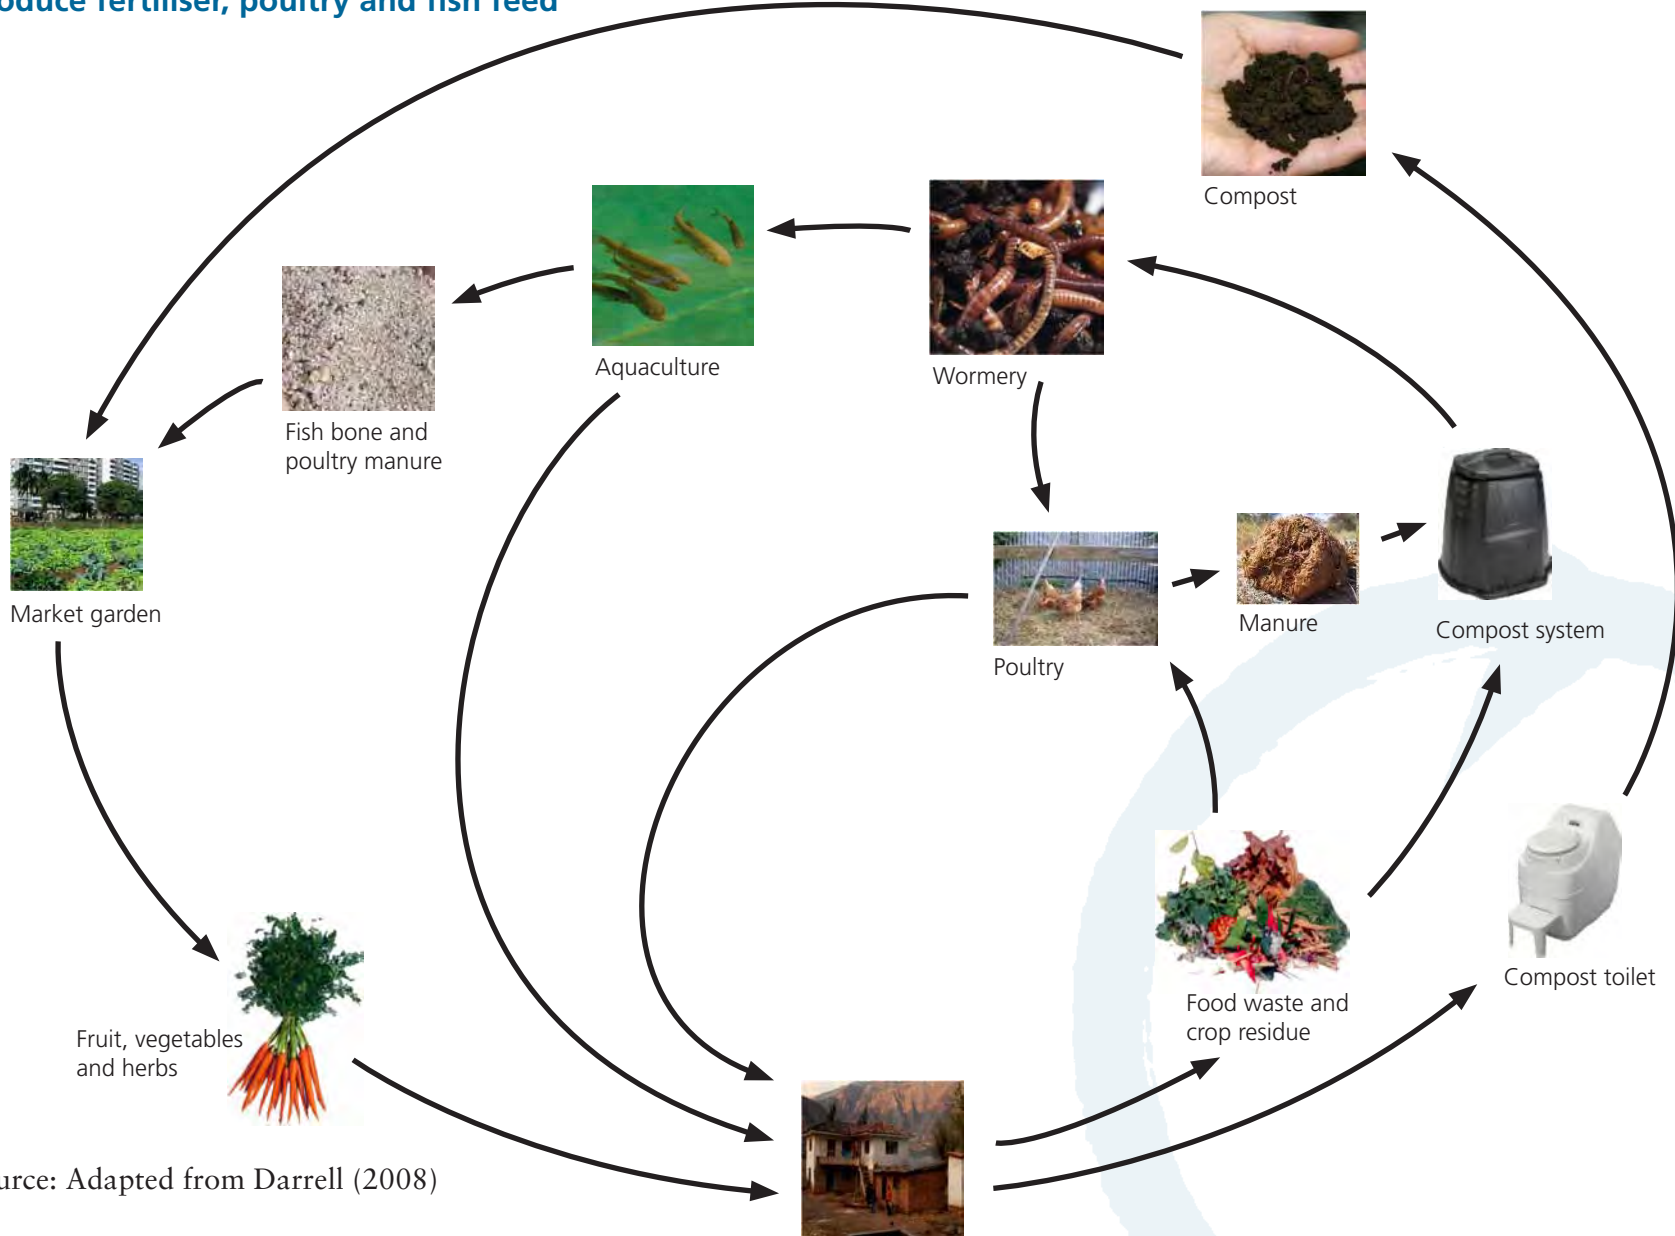 oduce fertiliser, poultry and fish feed
Compost
Aquaculture
Wormery
Fish bone and
poultry manure
Market garden
Poultry
Manure
Compost system
Fruit, vegetables
and herbs
Food waste and
crop residue
Compost toilet
urce: Adapted from Darrell (2008)